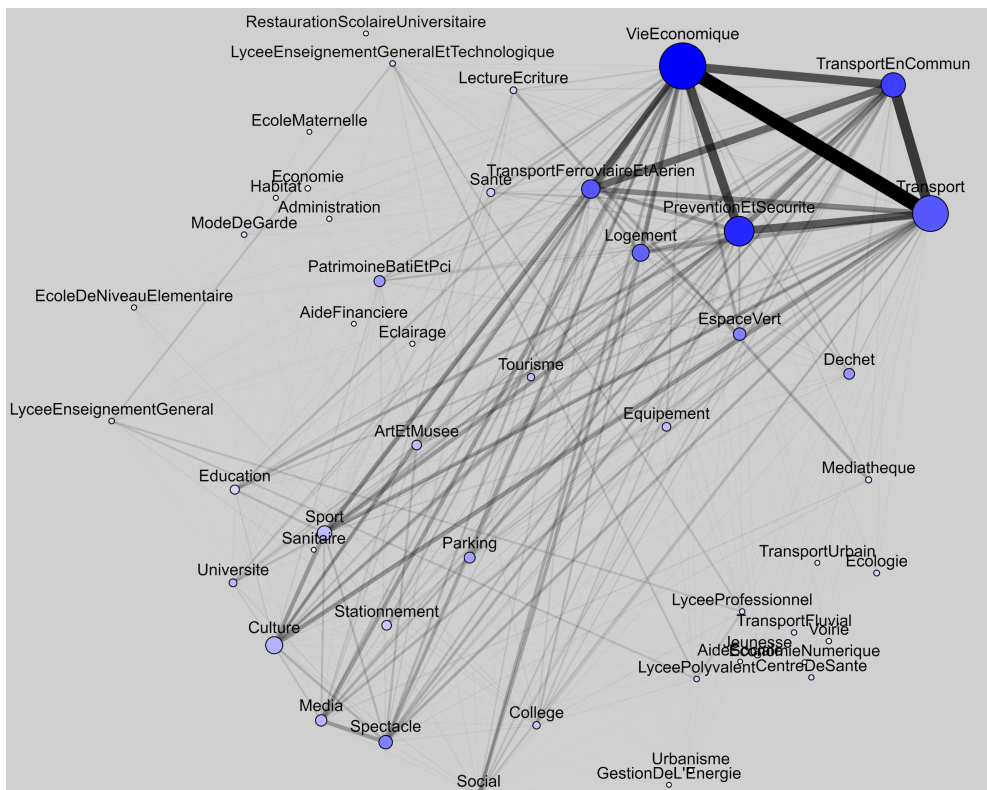 RestaurationScolaireUniversitaire
VieEconomique
LyceeEnseignementGeneralEtTechnologique
TransportEnCommun
LectureEcriture
EcoleMaternelle
TransportFerroviaireEtAerien
Economie
Sante
Habitat
Transport
Administration
PreventionEtSecurite
ModeDeGarde
Logement
PatrimoineBatiEtPci
EcoleDeNiveauElementaire
AideFinanciere
EspaceVert
Eclairage
Tourisme
Dechet
LyceeEnseignementGeneral
Equipement
ArtEtMusee
Mediatheque
Education
Sport
Sanitaire
Parking
TransportUrbain
Ecologie
Universite
LyceeProfessionnel
Stationnement
TransportFluvial
Culture
Voirie
Jeunesse
CentreDeSante
LyceePolyvalent
Media
College
Spectacle
Urbanisme
GestionDeL'Energie
Social